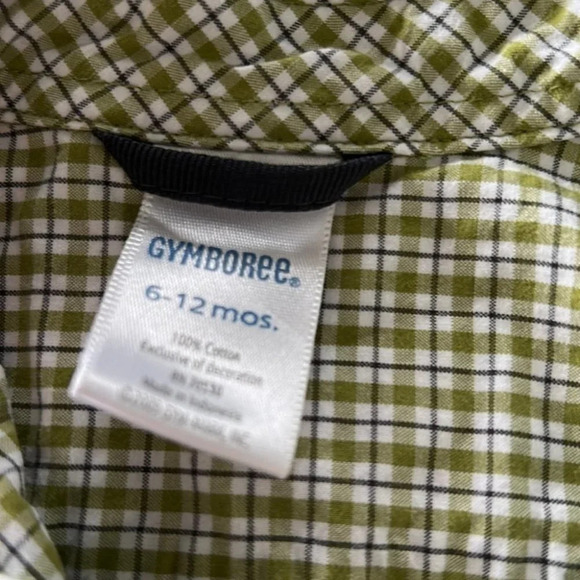 GYMBOREE®
6-12 mos.
100% Cotton
Exclusive of decoration
Made in Indonesia